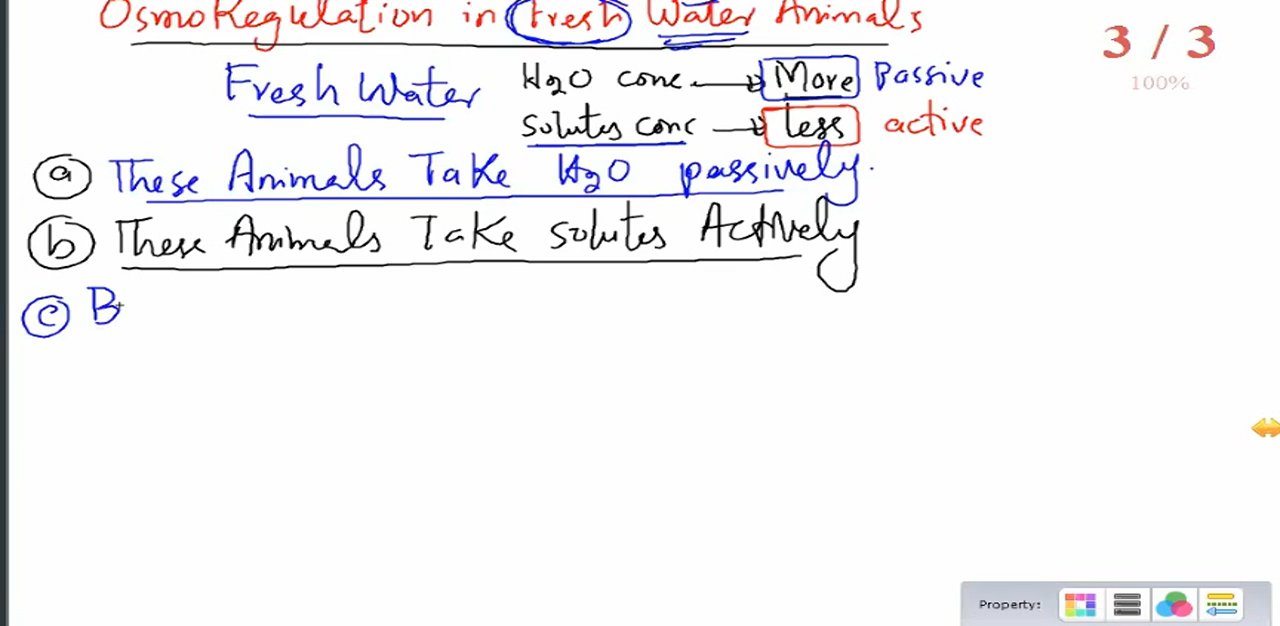 OsmoRegulation in Fresh Water Animals
3 / 3
100%
Fresh Water
H2O conc → More Passive
Solutes conc → less active
a These Animals Take H2O passively.
b These Animals Take solutes Actively
c B
Property: